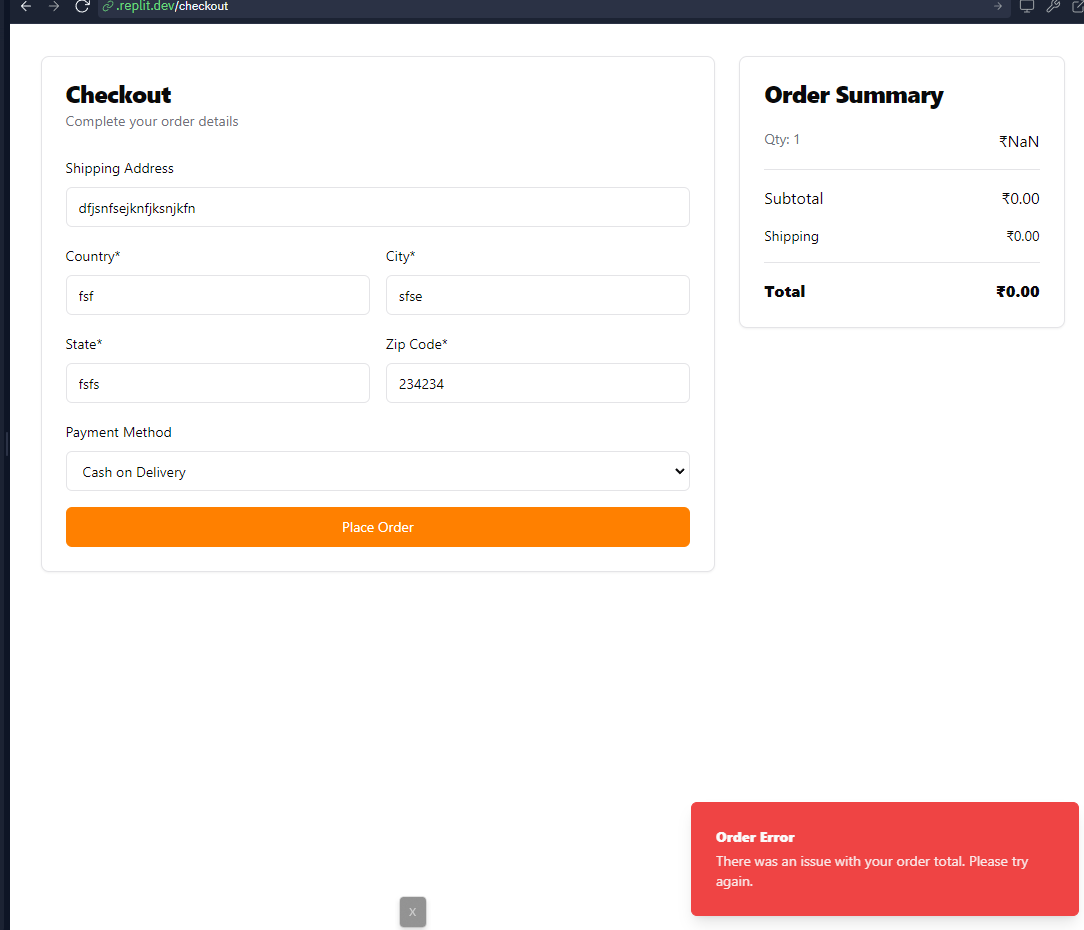 .replit.dev/checkout
Checkout
Complete your order details
Shipping Address
dfjsnfsejknfjksnjkfn
Country*
City*
fsf
sfse
State*
Zip Code*
fsfs
234234
Payment Method
Cash on Delivery
Place Order
Order Summary
Qty: 1
₹NaN
Subtotal
₹0.00
Shipping
₹0.00
Total
₹0.00
Order Error
There was an issue with your order total. Please try
again.
X